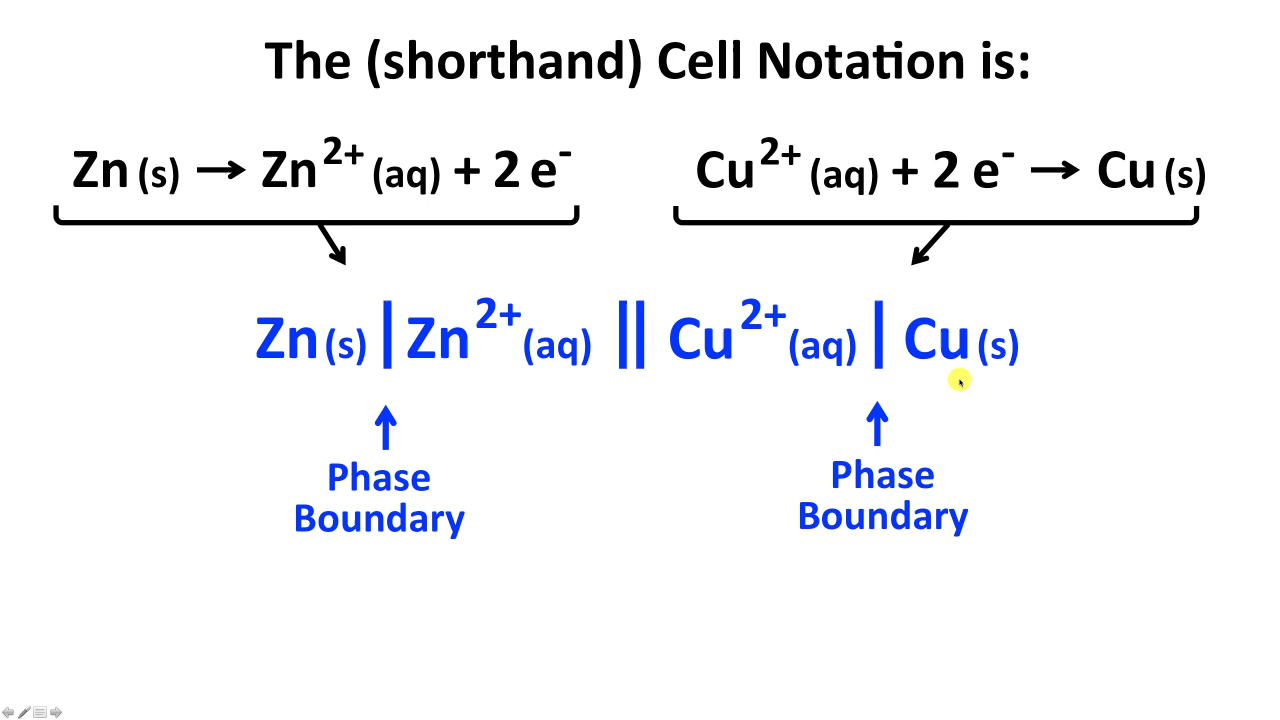 The (shorthand) Cell Notation is:
Zn (s) → Zn²⁺ (aq) + 2 e⁻
Cu²⁺ (aq) + 2 e⁻ → Cu (s)
Zn (s) | Zn²⁺ (aq) || Cu²⁺ (aq) | Cu (s)
Phase
Boundary
Phase
Boundary